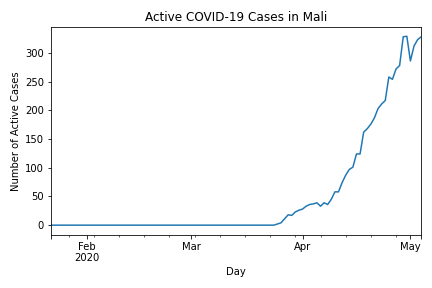 Active COVID-19 Cases in Mali
Number of Active Cases
300
250
200
150
100
50
0
Feb
2020
Mar
Apr
May
Day